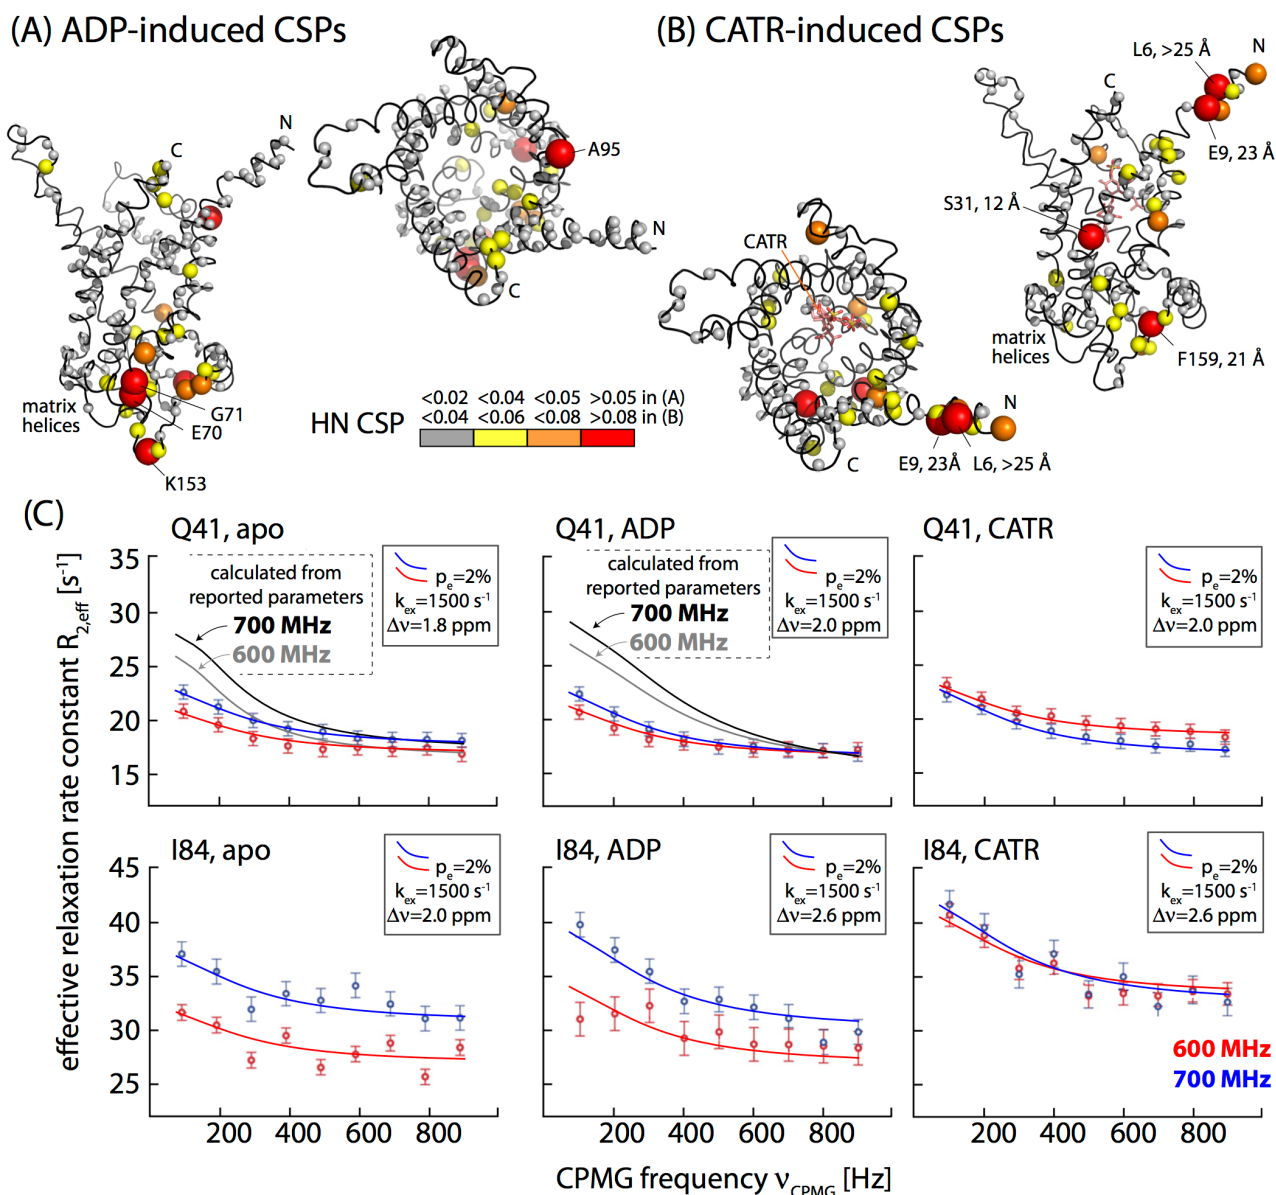 (A) ADP-induced CSPs
N
C
A95
N
C
matrix
helices
G71
E70
K153
(B) CATR-induced CSPs
L6, >25 Å
N
C
E9, 23 Å
S31, 12 Å
CATR
matrix
helices
F159, 21 Å
N
E9, 23Å
L6, >25 Å
C
<0.02 <0.04 <0.05 >0.05 in (A)
<0.04 <0.06 <0.08 >0.08 in (B)
HN CSP
(C)
Q41, apo
calculated from
reported parameters
700 MHz
600 MHz
pe=2%
kex=1500 s-1
Δν=1.8 ppm
Q41, ADP
calculated from
reported parameters
700 MHz
600 MHz
pe=2%
kex=1500 s-1
Δν=2.0 ppm
Q41, CATR
pe=2%
kex=1500 s-1
Δν=2.0 ppm
35
30
25
20
15
I84, apo
pe=2%
kex=1500 s-1
Δν=2.0 ppm
I84, ADP
pe=2%
kex=1500 s-1
Δν=2.6 ppm
I84, CATR
pe=2%
kex=1500 s-1
Δν=2.6 ppm
45
40
35
30
25
600 MHz
700 MHz
200 400 600 800
200 400 600 800
200 400 600 800
effective relaxation rate constant R2,eff [s-1]
CPMG frequency νCPMG [Hz]